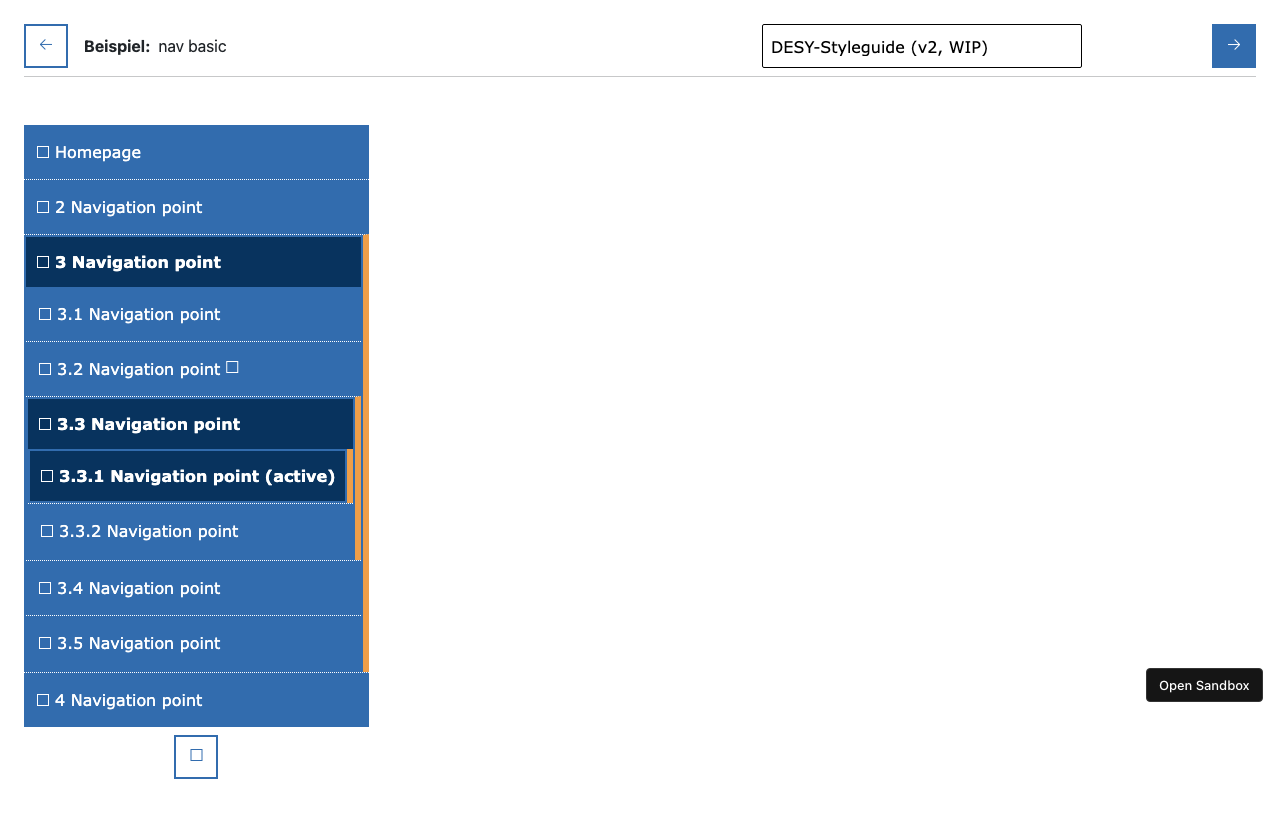 Beispiel: nav basic
DESY-Styleguide (v2, WIP)
Homepage
2 Navigation point
3 Navigation point
3.1 Navigation point
3.2 Navigation point
3.3 Navigation point
3.3.1 Navigation point (active)
3.3.2 Navigation point
3.4 Navigation point
3.5 Navigation point
Open Sandbox
4 Navigation point